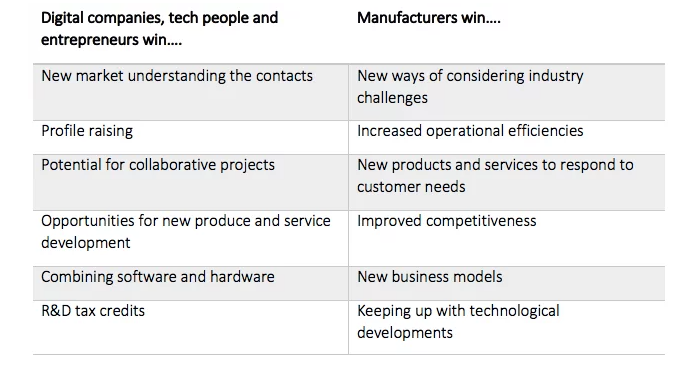 Digital companies, tech people and
entrepreneurs win....
Manufacturers win....
New market understanding the contacts
New ways of considering industry
challenges
Profile raising
Increased operational efficiencies
Potential for collaborative projects
New products and services to respond to
customer needs
Opportunities for new produce and service
development
Improved competitiveness
Combining software and hardware
New business models
R&D tax credits
Keeping up with technological
developments